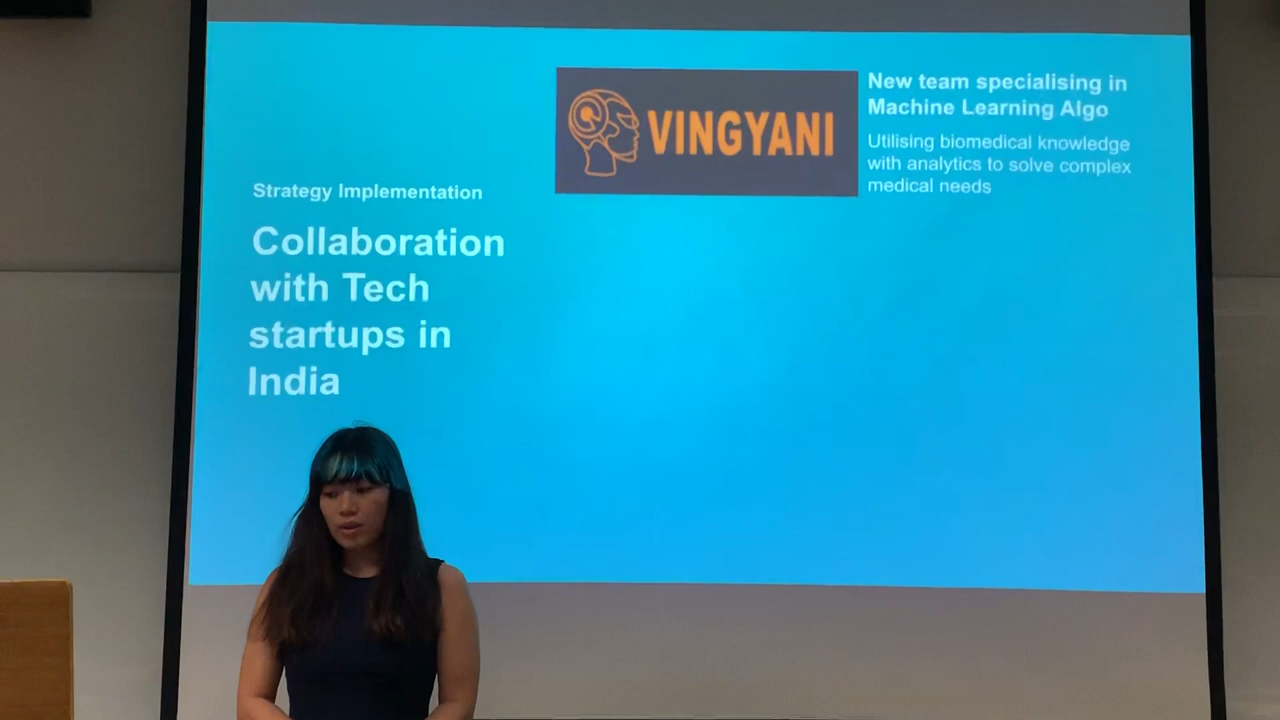 Strategy Implementation
Collaboration
with Tech
startups in
India
VINGYANI
New team specialising in
Machine Learning Algo
Utilising biomedical knowledge
with analytics to solve complex
medical needs